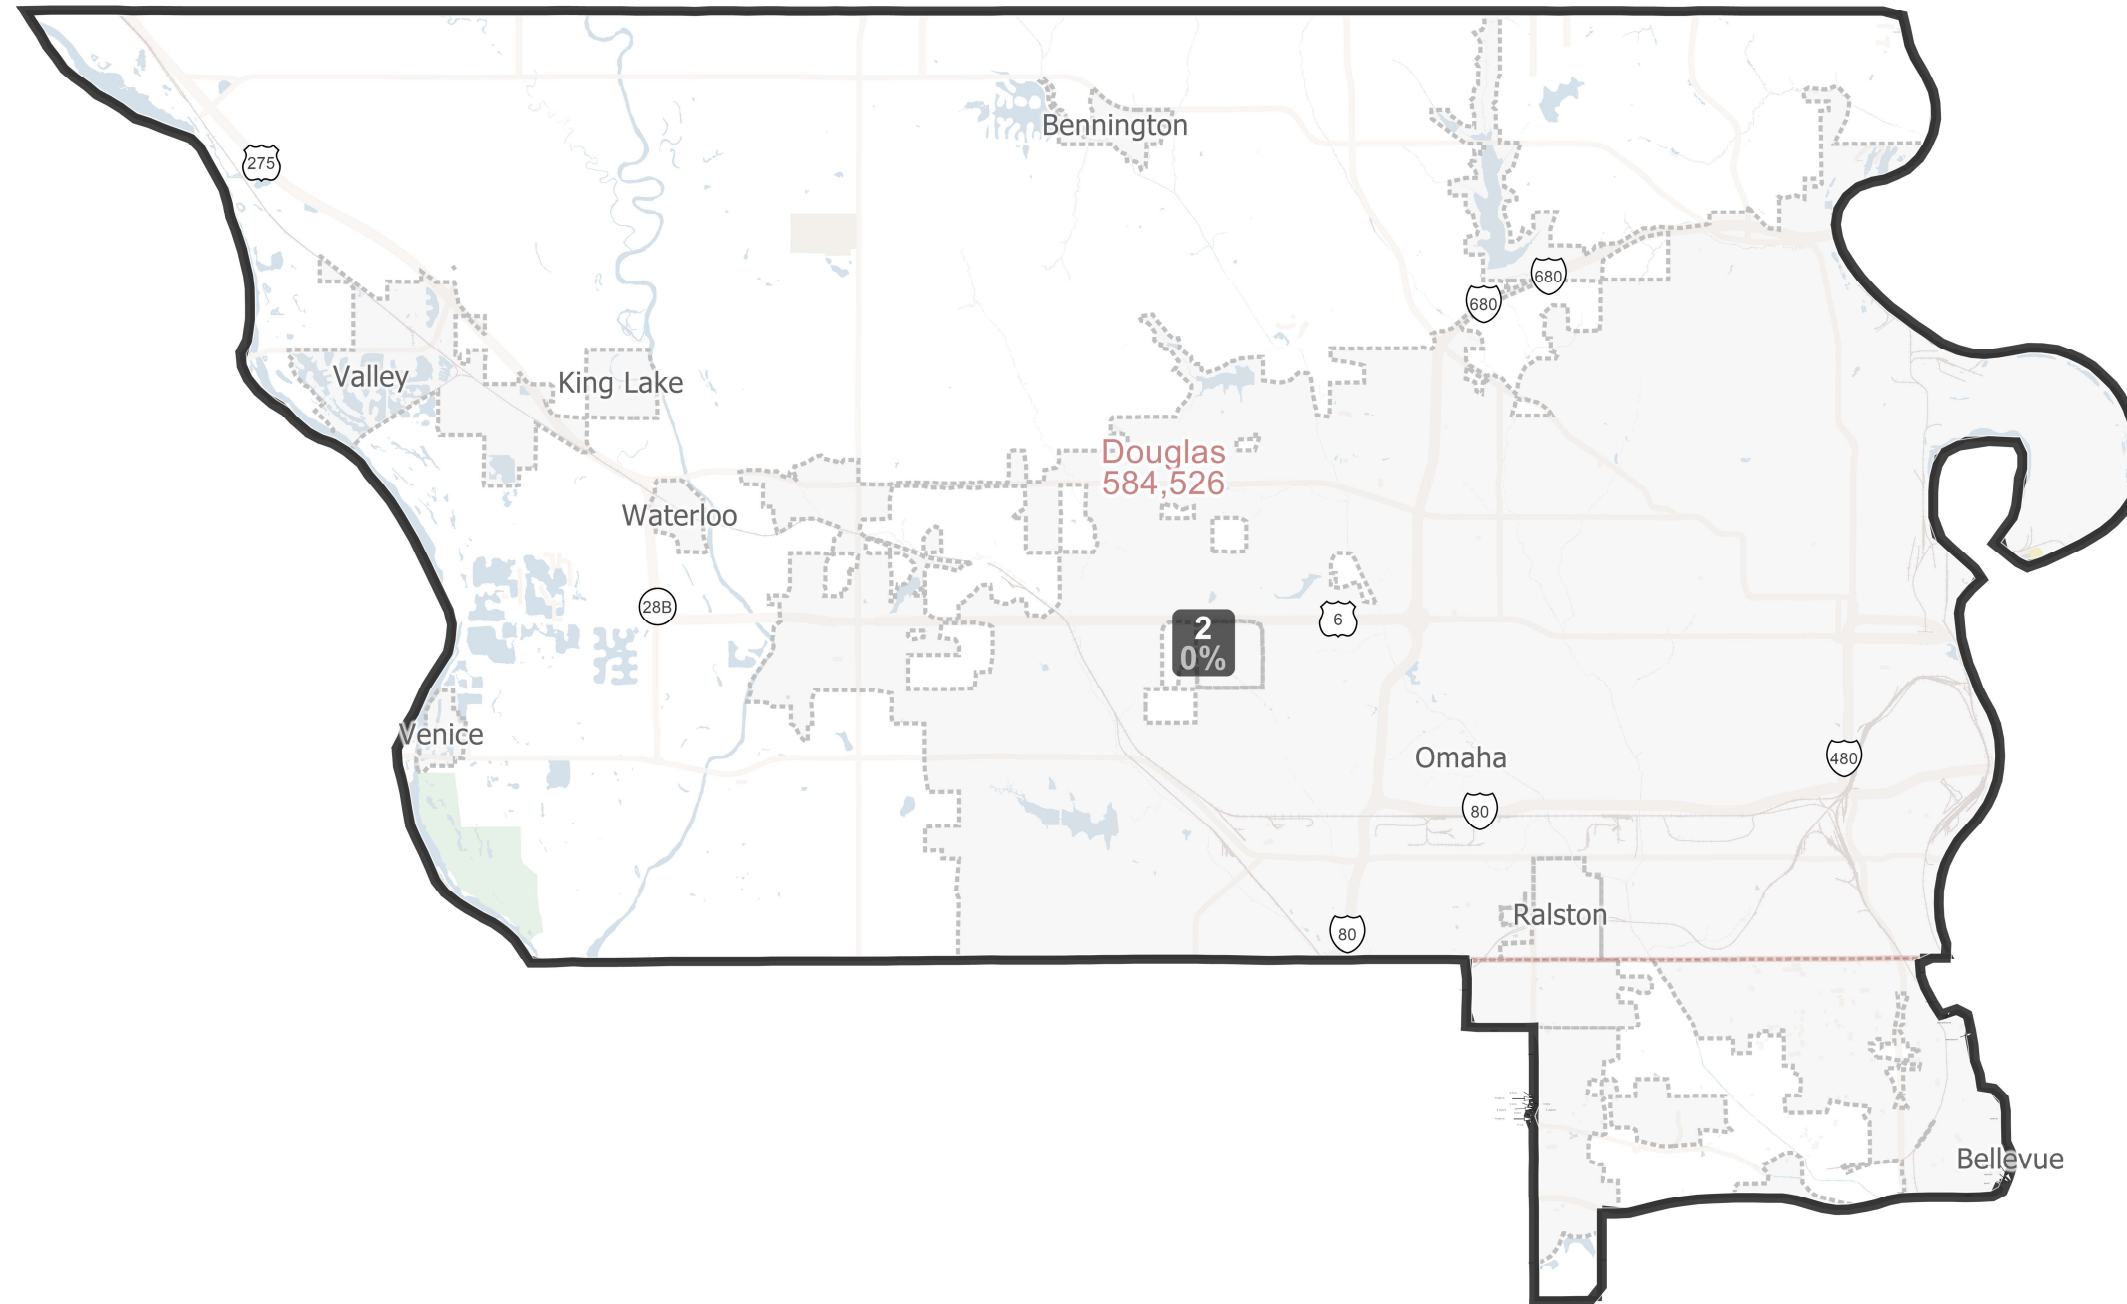 Bennington
275
680
680
Valley
King Lake
Douglas
584,526
Waterloo
28B
6
2
0%
Venice
Omaha
480
80
Ralston
80
Bellevue